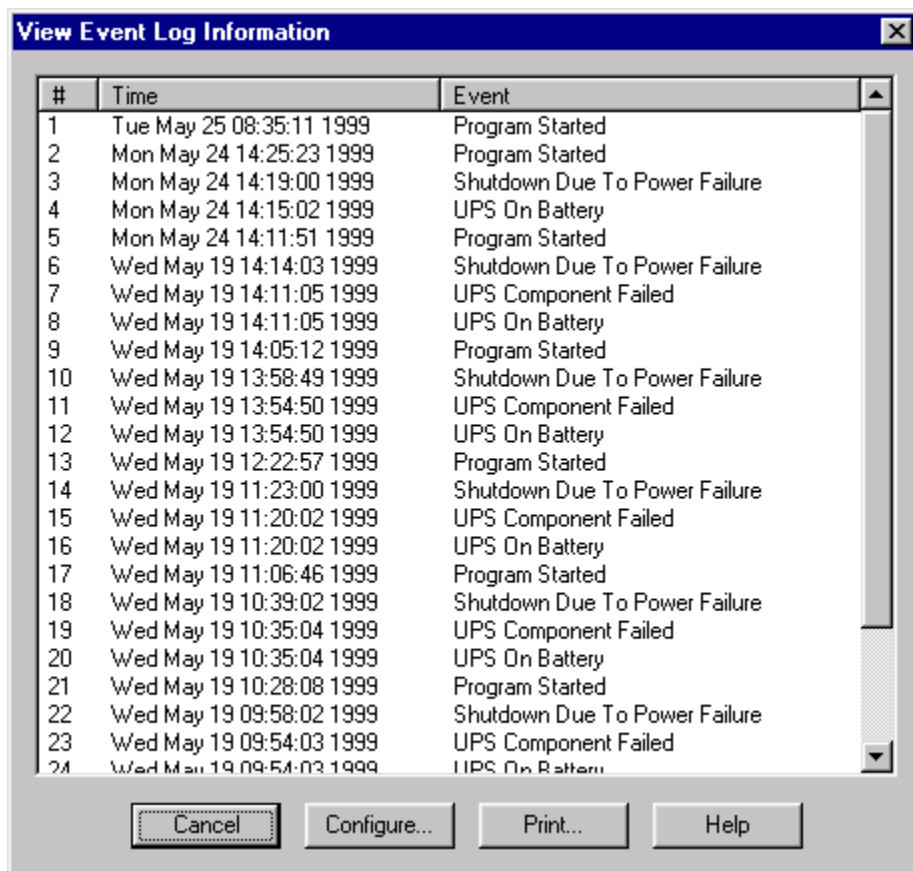 View Event Log Information
# Time Event
1 Tue May 25 08:35:11 1999 Program Started
2 Mon May 24 14:25:23 1999 Program Started
3 Mon May 24 14:19:00 1999 Shutdown Due To Power Failure
4 Mon May 24 14:15:02 1999 UPS On Battery
5 Mon May 24 14:11:51 1999 Program Started
6 Wed May 19 14:14:03 1999 Shutdown Due To Power Failure
7 Wed May 19 14:11:05 1999 UPS Component Failed
8 Wed May 19 14:11:05 1999 UPS On Battery
9 Wed May 19 14:05:12 1999 Program Started
10 Wed May 19 13:58:49 1999 Shutdown Due To Power Failure
11 Wed May 19 13:54:50 1999 UPS Component Failed
12 Wed May 19 13:54:50 1999 UPS On Battery
13 Wed May 19 12:22:57 1999 Program Started
14 Wed May 19 11:23:00 1999 Shutdown Due To Power Failure
15 Wed May 19 11:20:02 1999 UPS Component Failed
16 Wed May 19 11:20:02 1999 UPS On Battery
17 Wed May 19 11:06:46 1999 Program Started
18 Wed May 19 10:39:02 1999 Shutdown Due To Power Failure
19 Wed May 19 10:35:04 1999 UPS Component Failed
20 Wed May 19 10:35:04 1999 UPS On Battery
21 Wed May 19 10:28:08 1999 Program Started
22 Wed May 19 09:58:02 1999 Shutdown Due To Power Failure
23 Wed May 19 09:54:03 1999 UPS Component Failed
24 Wed May 19 09:54:03 1999 UPS On Battery
Cancel Configure... Print... Help